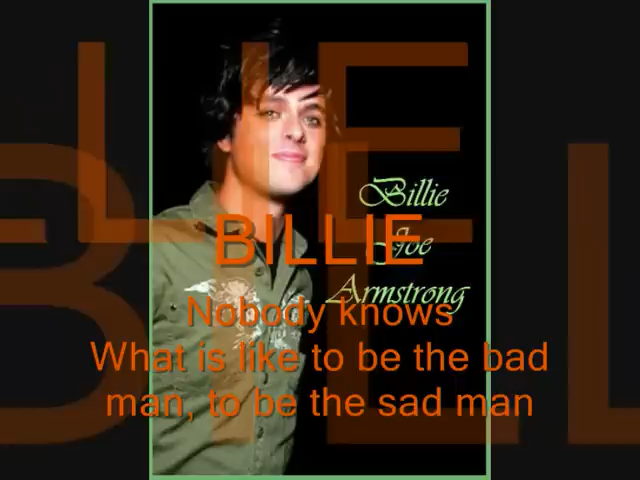 BILLIE
Billie
Joe
Armstrong
BILLIE
Nobody knows
What is like to be the bad
man, to be the sad man